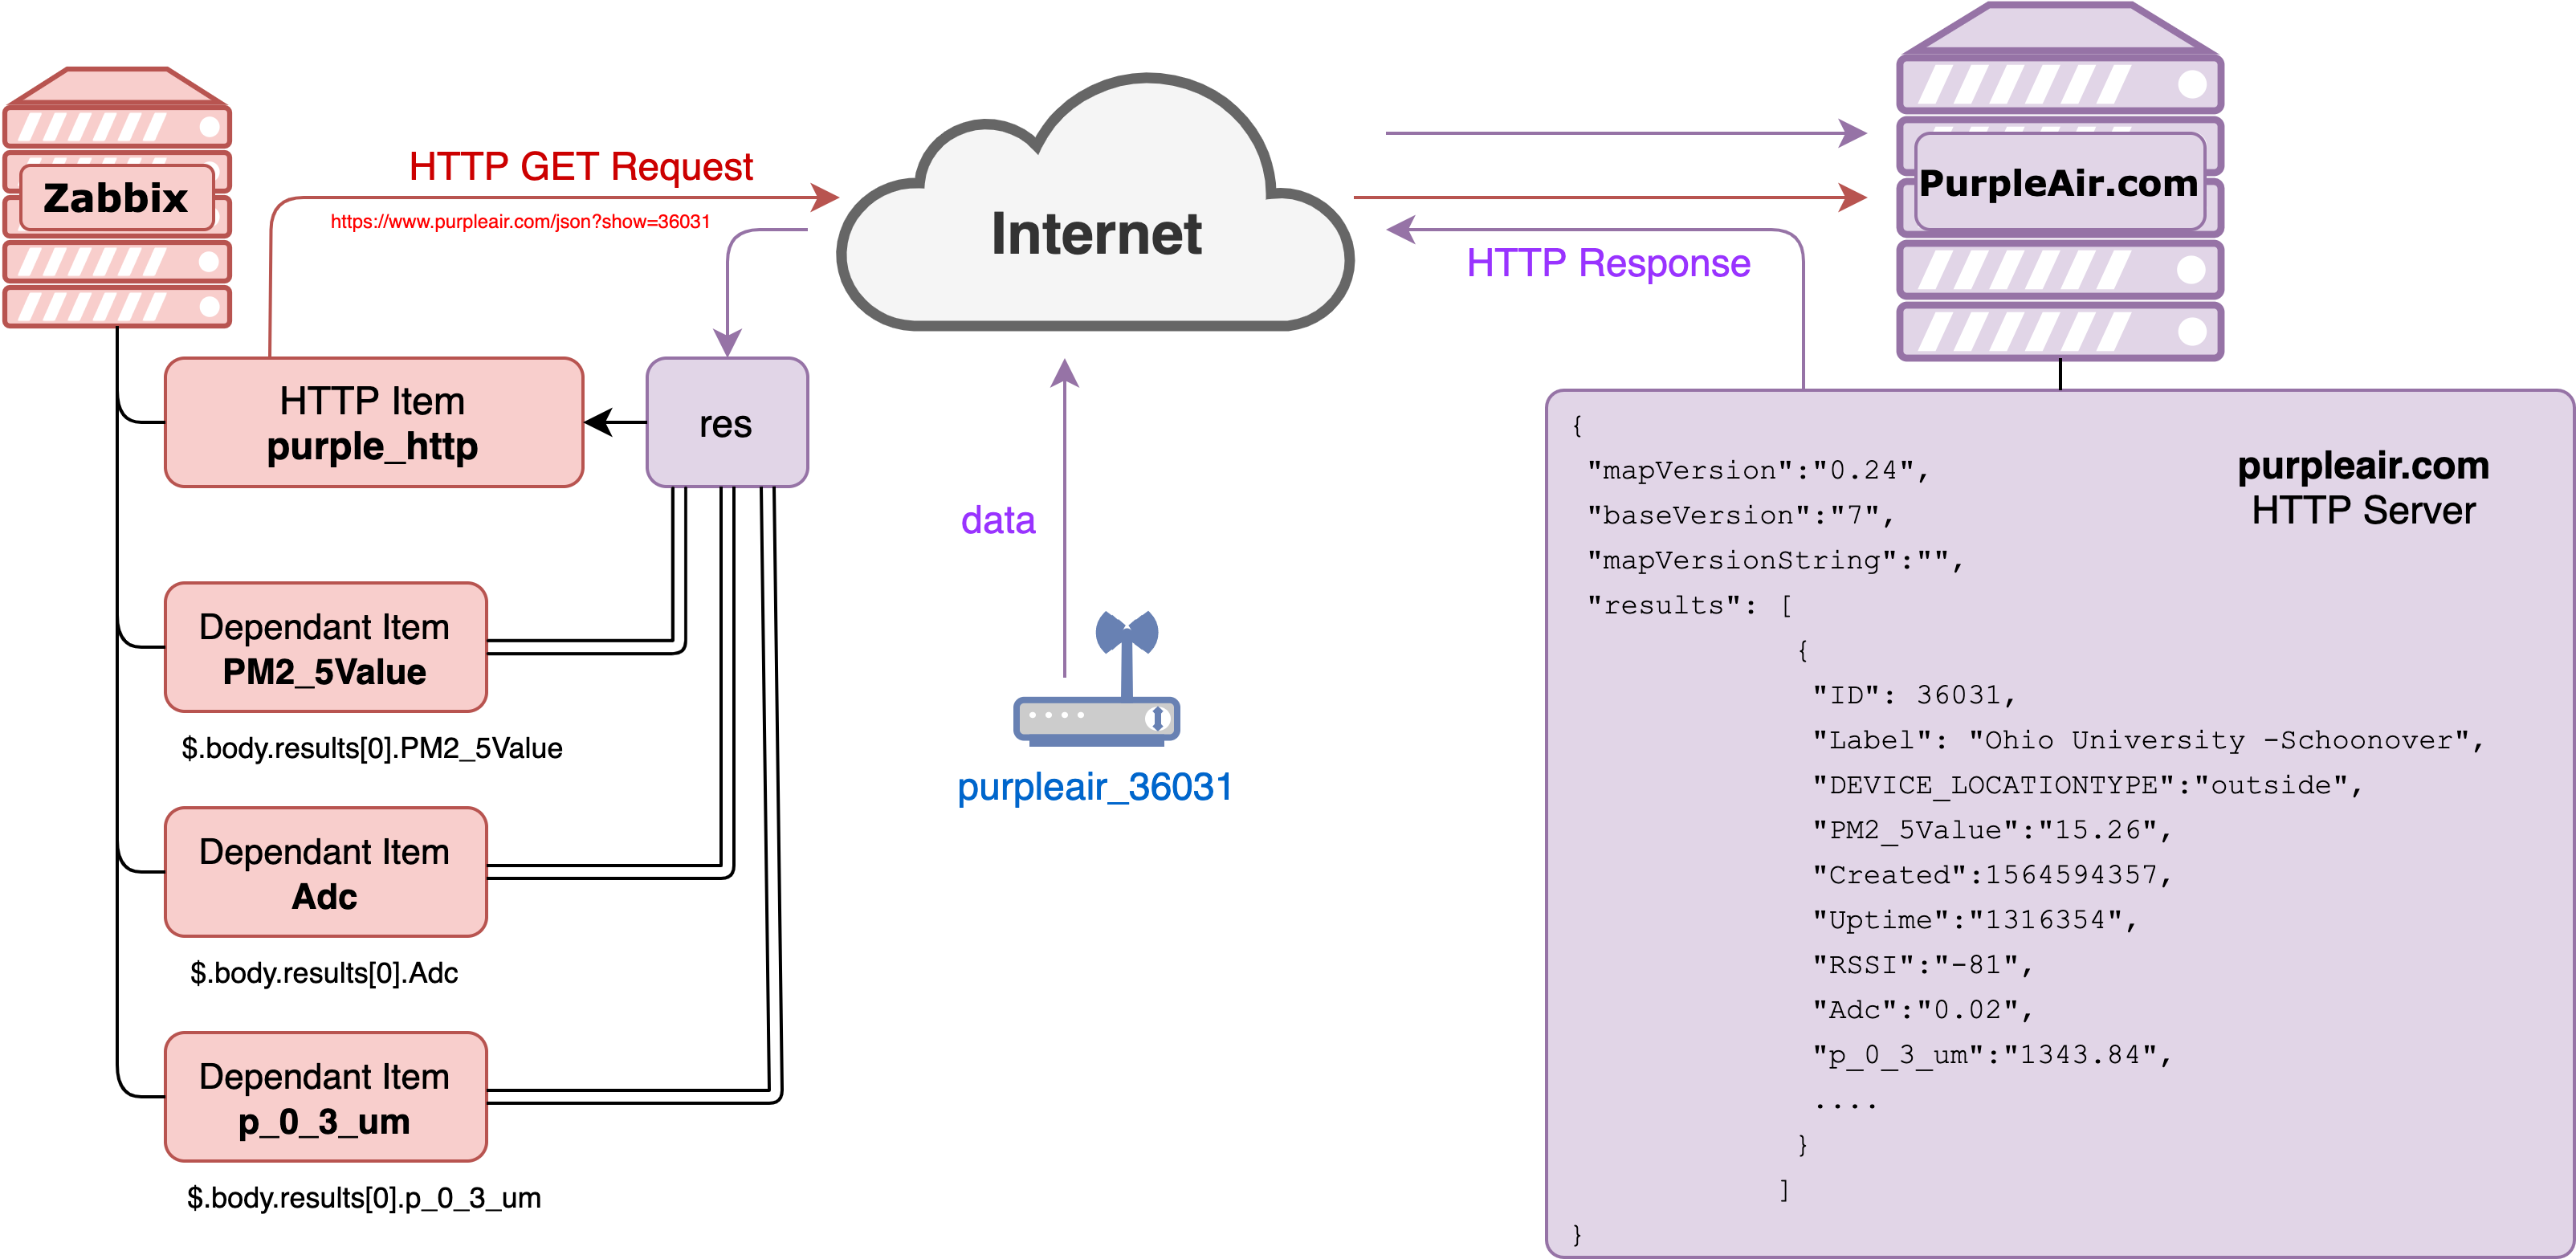 Zabbix
HTTP GET Request
https://www.purpleair.com/json?show=36031
Internet
PurpleAir.com
HTTP Response
HTTP Item
purple_http
res
data
purpleair_36031
Dependant Item
PM2_5Value
$.body.results[0].PM2_5Value
Dependant Item
Adc
$.body.results[0].Adc
Dependant Item
p_0_3_um
$.body.results[0].p_0_3_um
purpleair.com
HTTP Server
{
"mapVersion":"0.24",
"baseVersion":"7",
"mapVersionString":"",
"results": [
{
"ID": 36031,
"Label": "Ohio University -Schoonover",
"DEVICE_LOCATIONTYPE":"outside",
"PM2_5Value":"15.26",
"Created":1564594357,
"Uptime":"1316354",
"RSSI":"-81",
"Adc":"0.02",
"p_0_3_um":"1343.84",
....
}
]
}